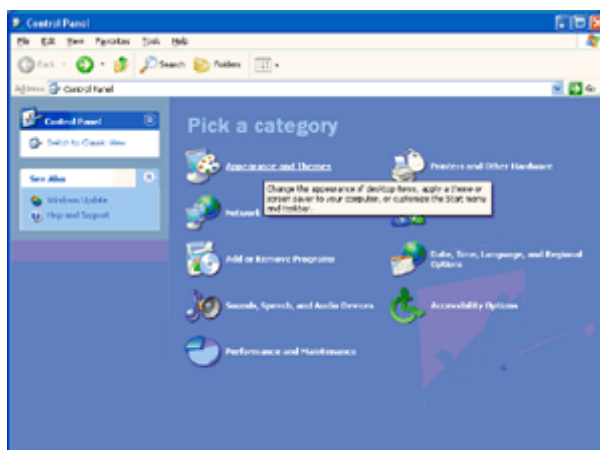 Control Panel
File Edit View Favorites Tools Help
Back Search Folders
Address Control Panel Go
Control Panel
Switch to Classic View
See Also
Windows Update
Help and Support
Pick a category
Appearance and Themes
Printers and Other Hardware
Change the appearance of desktop items, apply a theme or
screen saver to your computer, or customize the Start menu
and taskbar.
Network
Add or Remove Programs
Date, Time, Language, and Regional
Options
Sounds, Speech, and Audio Devices
Accessibility Options
Performance and Maintenance